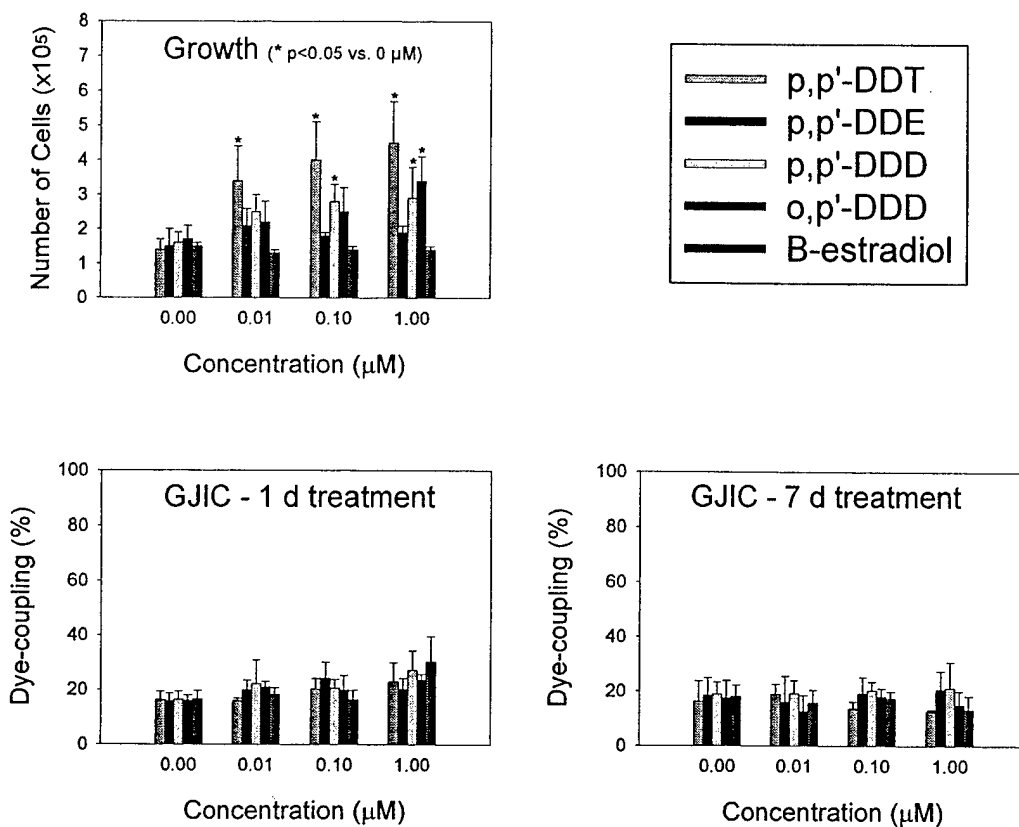 Growth (* p<0.05 vs. 0 µM)
Number of Cells (x10⁵)
8
7
6
5
4
3
2
1
0
* * * * * *
0.00 0.01 0.10 1.00
Concentration (µM)
p,p'-DDT
p,p'-DDE
p,p'-DDD
o,p'-DDD
B-estradiol
GJIC - 1 d treatment
Dye-coupling (%)
100
80
60
40
20
0
0.00 0.01 0.10 1.00
Concentration (µM)
GJIC - 7 d treatment
Dye-coupling (%)
100
80
60
40
20
0
0.00 0.01 0.10 1.00
Concentration (µM)